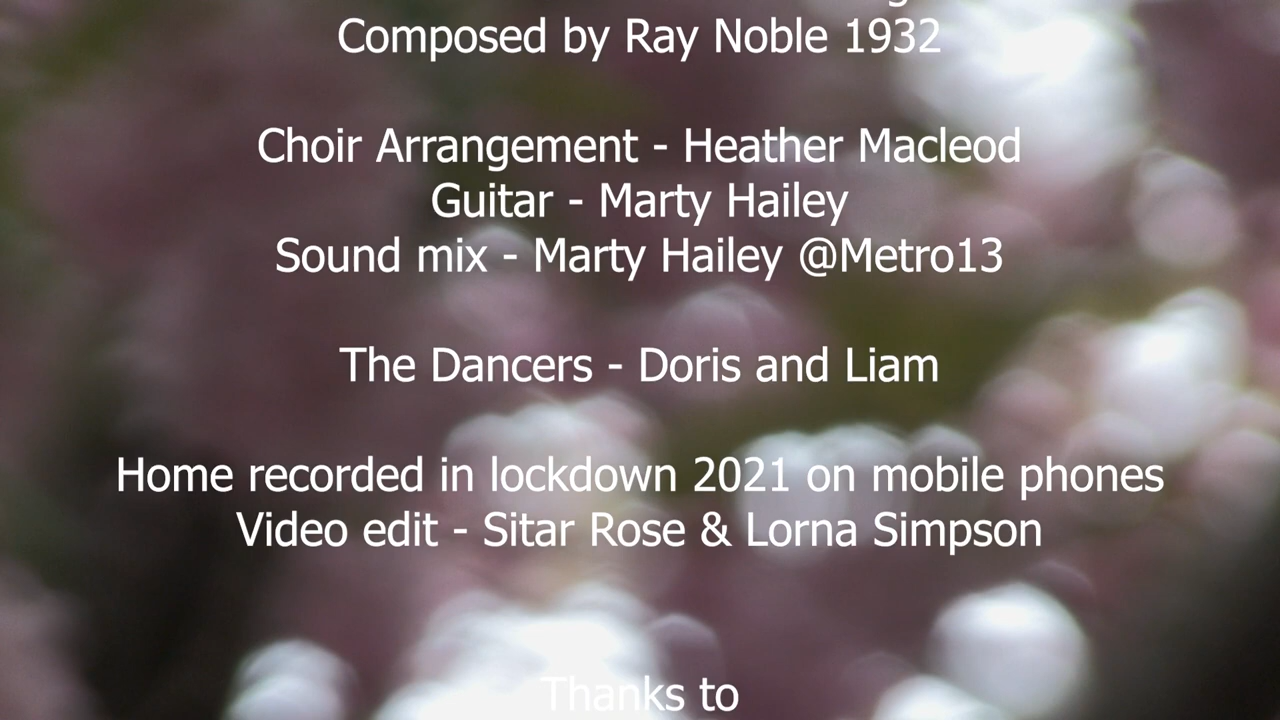 Composed by Ray Noble 1932
Choir Arrangement - Heather Macleod
Guitar - Marty Hailey
Sound mix - Marty Hailey @Metro13
The Dancers - Doris and Liam
Home recorded in lockdown 2021 on mobile phones
Video edit - Sitar Rose & Lorna Simpson
Thanks to